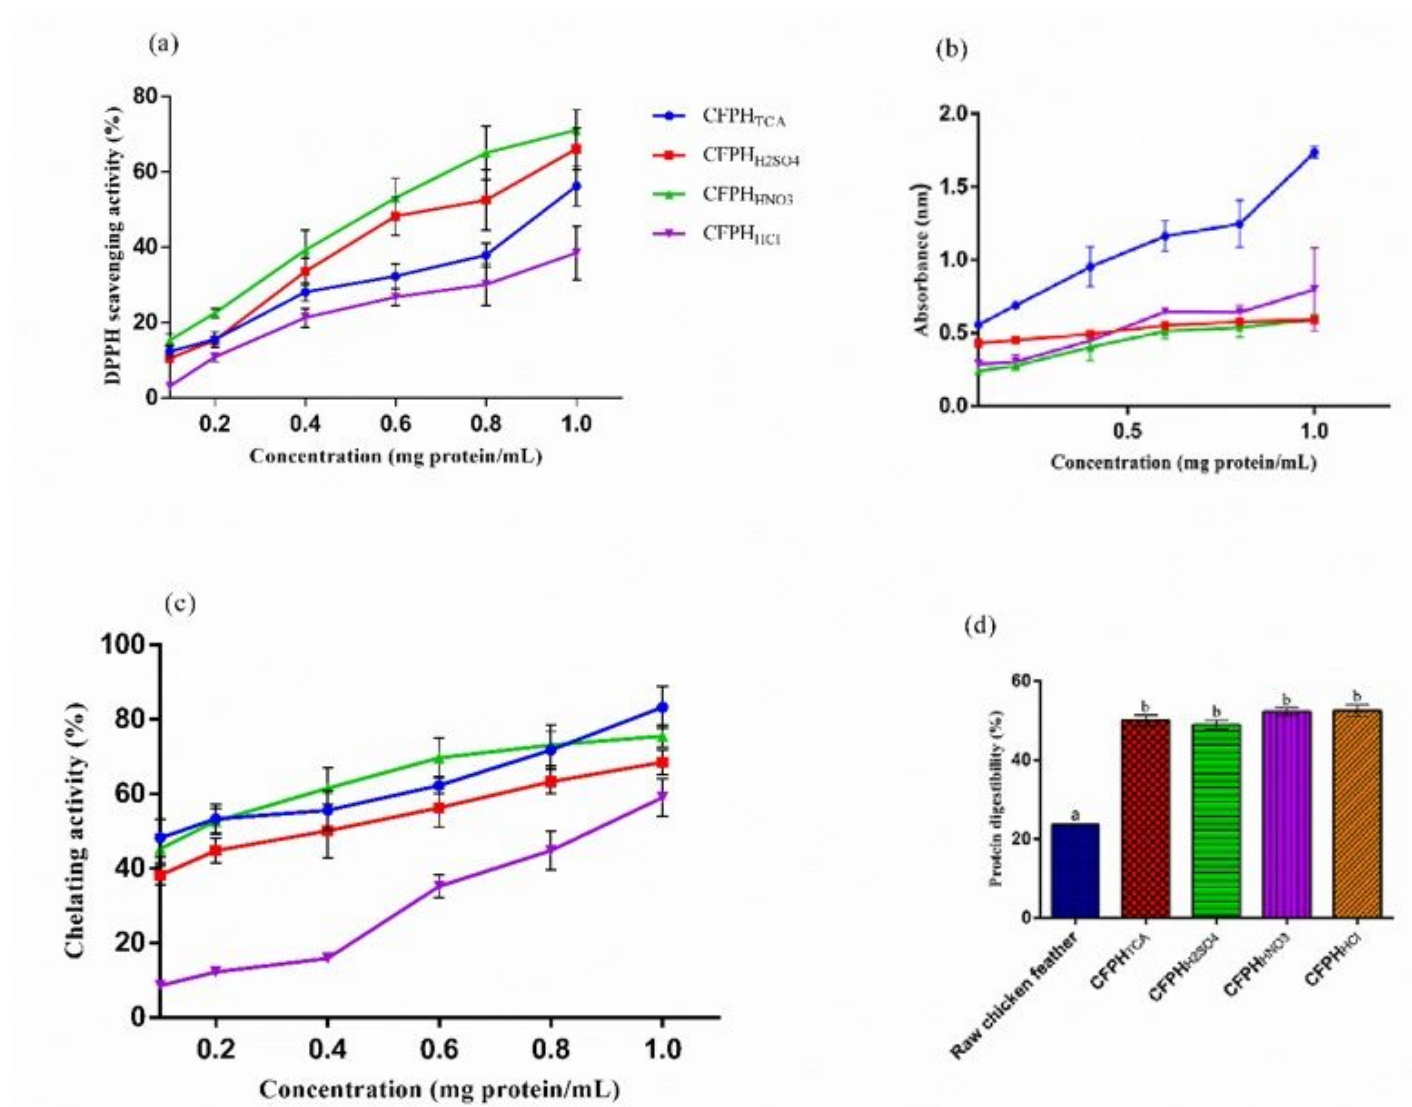 (a)
DPPH scavenging activity (%)
80
60
40
20
0
0.2 0.4 0.6 0.8 1.0
Concentration (mg protein/mL)
CFPHTCA
CFPHH2SO4
CFPHHNO3
CFPHHCl
(b)
Absorbance (nm)
2.0
1.5
1.0
0.5
0.0
0.5 1.0
Concentration (mg protein/mL)
(c)
Chelating activity (%)
100
80
60
40
20
0
0.2 0.4 0.6 0.8 1.0
Concentration (mg protein/mL)
(d)
Protein digestibility (%)
60
40
20
0
a b b b b
Raw chicken feather
CFPHTCA
CFPHH2SO4
CFPHHNO3
CFPHHCl